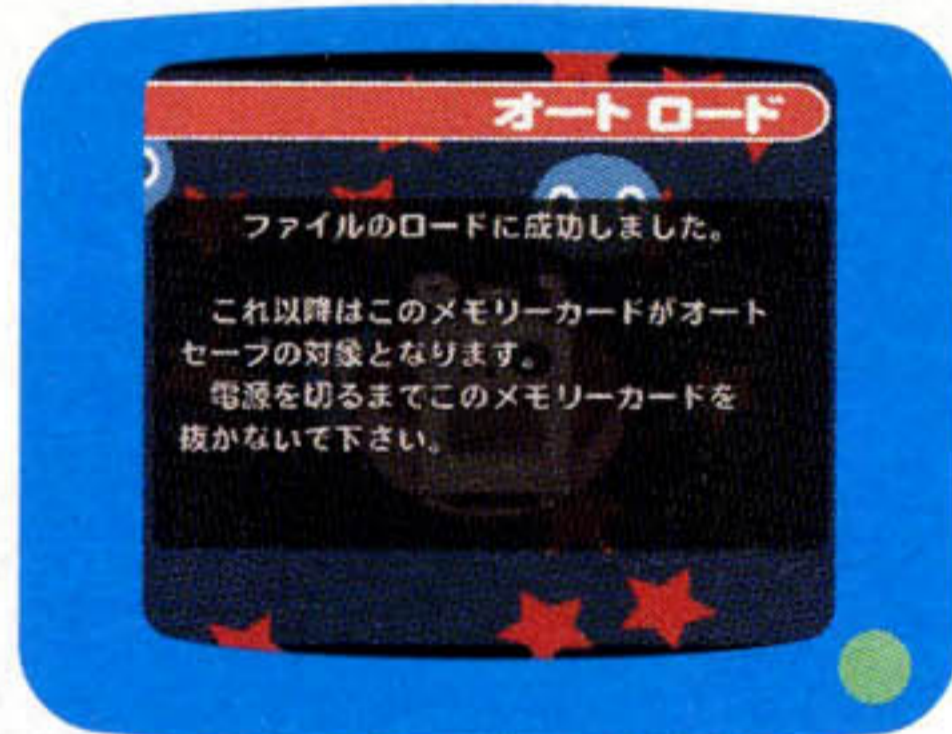 オート ロード
ファイルのロードに成功しました。
これ以降はこのメモリーカードがオート
セーブの対象となります。
電源を切るまでこのメモリーカードを
抜かないで下さい。